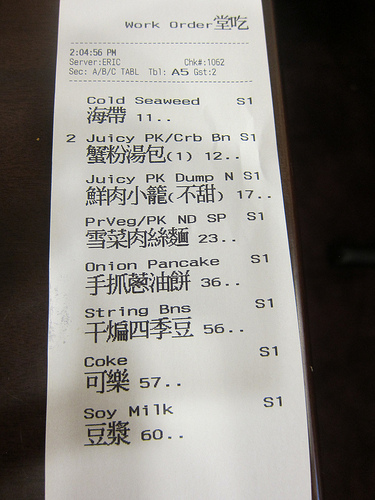 Work Order堂吃
2:04:56 PM
Server:ERIC Chk#:1062
Sec: A/B/C TABL Tbl: A5 Gst:2
Cold Seaweed S1
海帶 11..
2 Juicy PK/Crb Bn S1
蟹粉湯包(1) 12..
Juicy PK Dump N S1
鮮肉小籠(不甜) 17..
PrVeg/PK ND SP S1
雪菜肉絲麵 23..
Onion Pancake S1
手抓蔥油餅 36..
String Bns S1
干煸四季豆 56..
Coke S1
可樂 57..
Soy Milk S1
豆漿 60..